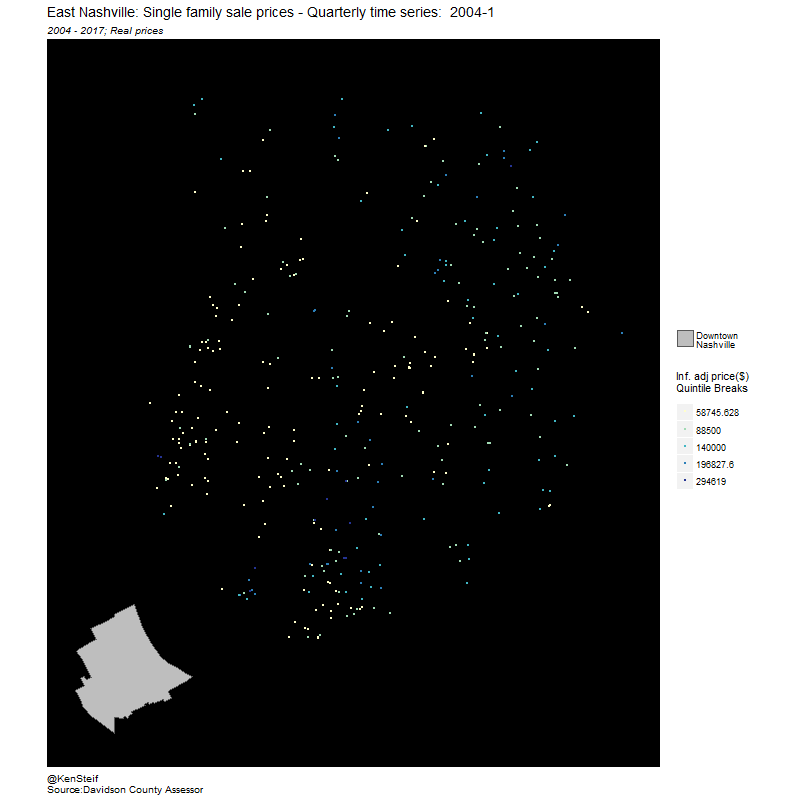 East Nashville: Single family sale prices - Quarterly time series:  2004-1
2004 - 2017; Real prices
Downtown
Nashville
Inf. adj price($)
Quintile Breaks
58745.628
88500
140000
196827.6
294619
@KenSteif
Source:Davidson County Assessor